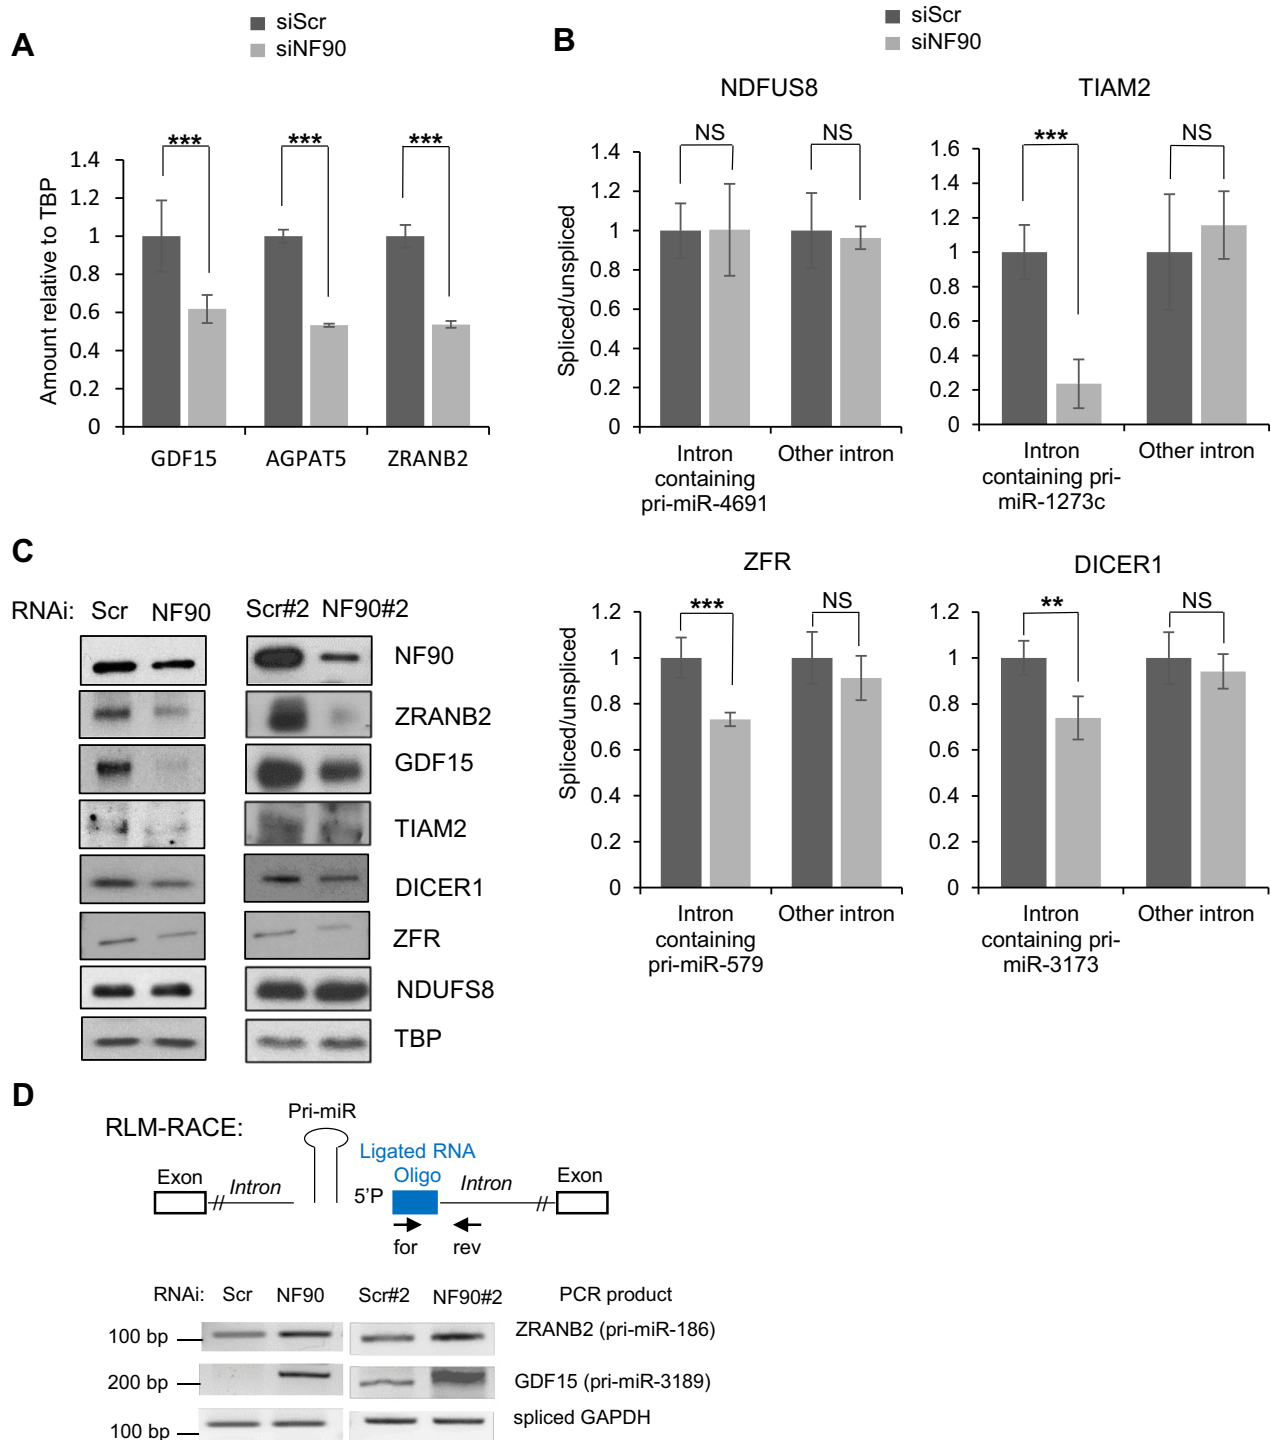 A
siScr
siNF90
Amount relative to TBP
***
***
***
1.4
1.2
1
0.8
0.6
0.4
0.2
0
GDF15
AGPAT5
ZRANB2
B
siScr
siNF90
NDFUS8
Spliced/unspliced
NS
NS
1.4
1.2
1
0.8
0.6
0.4
0.2
0
Intron
containing
pri-miR-4691
Other intron
TIAM2
***
NS
1.6
1.4
1.2
1
0.8
0.6
0.4
0.2
0
Intron
containing pri-
miR-1273c
Other intron
ZFR
Spliced/unspliced
***
NS
1.2
1
0.8
0.6
0.4
0.2
0
Intron
containing
pri-miR-579
Other intron
DICER1
**
NS
1.2
1
0.8
0.6
0.4
0.2
0
Intron
containing pri-
miR-3173
Other intron
C
RNAi: Scr NF90 Scr#2 NF90#2
NF90
ZRANB2
GDF15
TIAM2
DICER1
ZFR
NDUFS8
TBP
D
RLM-RACE:
Pri-miR
Ligated RNA
Oligo
Exon
Intron
5'P
Intron
Exon
for
rev
RNAi: Scr NF90 Scr#2 NF90#2 PCR product
100 bp
ZRANB2 (pri-miR-186)
200 bp
GDF15 (pri-miR-3189)
100 bp
spliced GAPDH